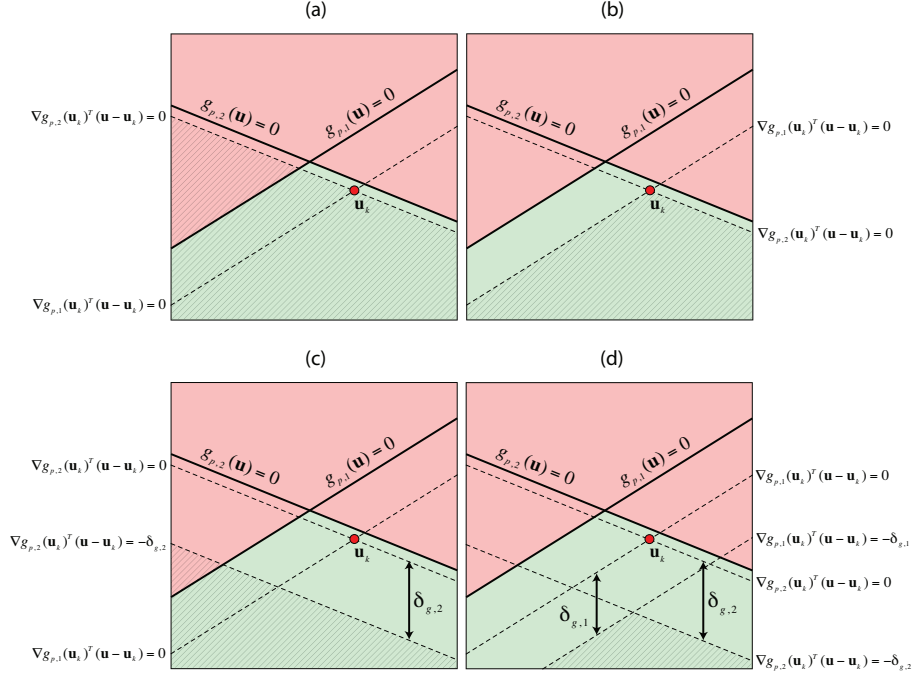 (a)
(b)
∇g_{p,2}(u_k)^T(u − u_k) = 0
g_{p,2}(u) = 0
g_{p,1}(u) = 0
u_k
∇g_{p,1}(u_k)^T(u − u_k) = 0
g_{p,2}(u) = 0
g_{p,1}(u) = 0
u_k
∇g_{p,1}(u_k)^T(u − u_k) = 0
∇g_{p,2}(u_k)^T(u − u_k) = 0
(c)
(d)
∇g_{p,2}(u_k)^T(u − u_k) = 0
g_{p,2}(u) = 0
g_{p,1}(u) = 0
∇g_{p,2}(u_k)^T(u − u_k) = −δ_{g,2}
u_k
δ_{g,2}
∇g_{p,1}(u_k)^T(u − u_k) = 0
g_{p,2}(u) = 0
g_{p,1}(u) = 0
∇g_{p,1}(u_k)^T(u − u_k) = 0
u_k
∇g_{p,1}(u_k)^T(u − u_k) = −δ_{g,1}
∇g_{p,2}(u_k)^T(u − u_k) = 0
δ_{g,1}
δ_{g,2}
∇g_{p,2}(u_k)^T(u − u_k) = −δ_{g,2}